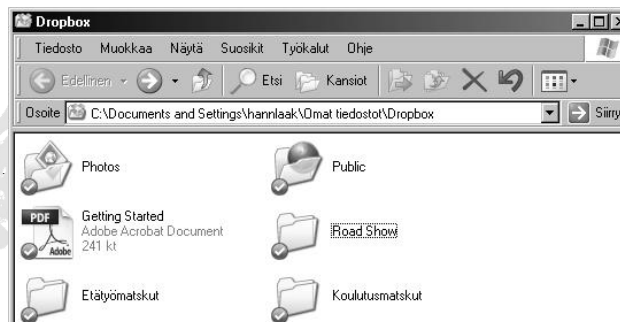 Dropbox
Tiedosto Muokkaa Näytä Suosikit Työkalut Ohje
Edellinen Etsi Kansiot
Osoite C:\Documents and Settings\hannlaak\Omat tiedostot\Dropbox Siirry
Photos Public
PDF Adobe Getting Started Adobe Acrobat Document 241 kt
Road Show
Etätyömatskut Koulutusmatskut